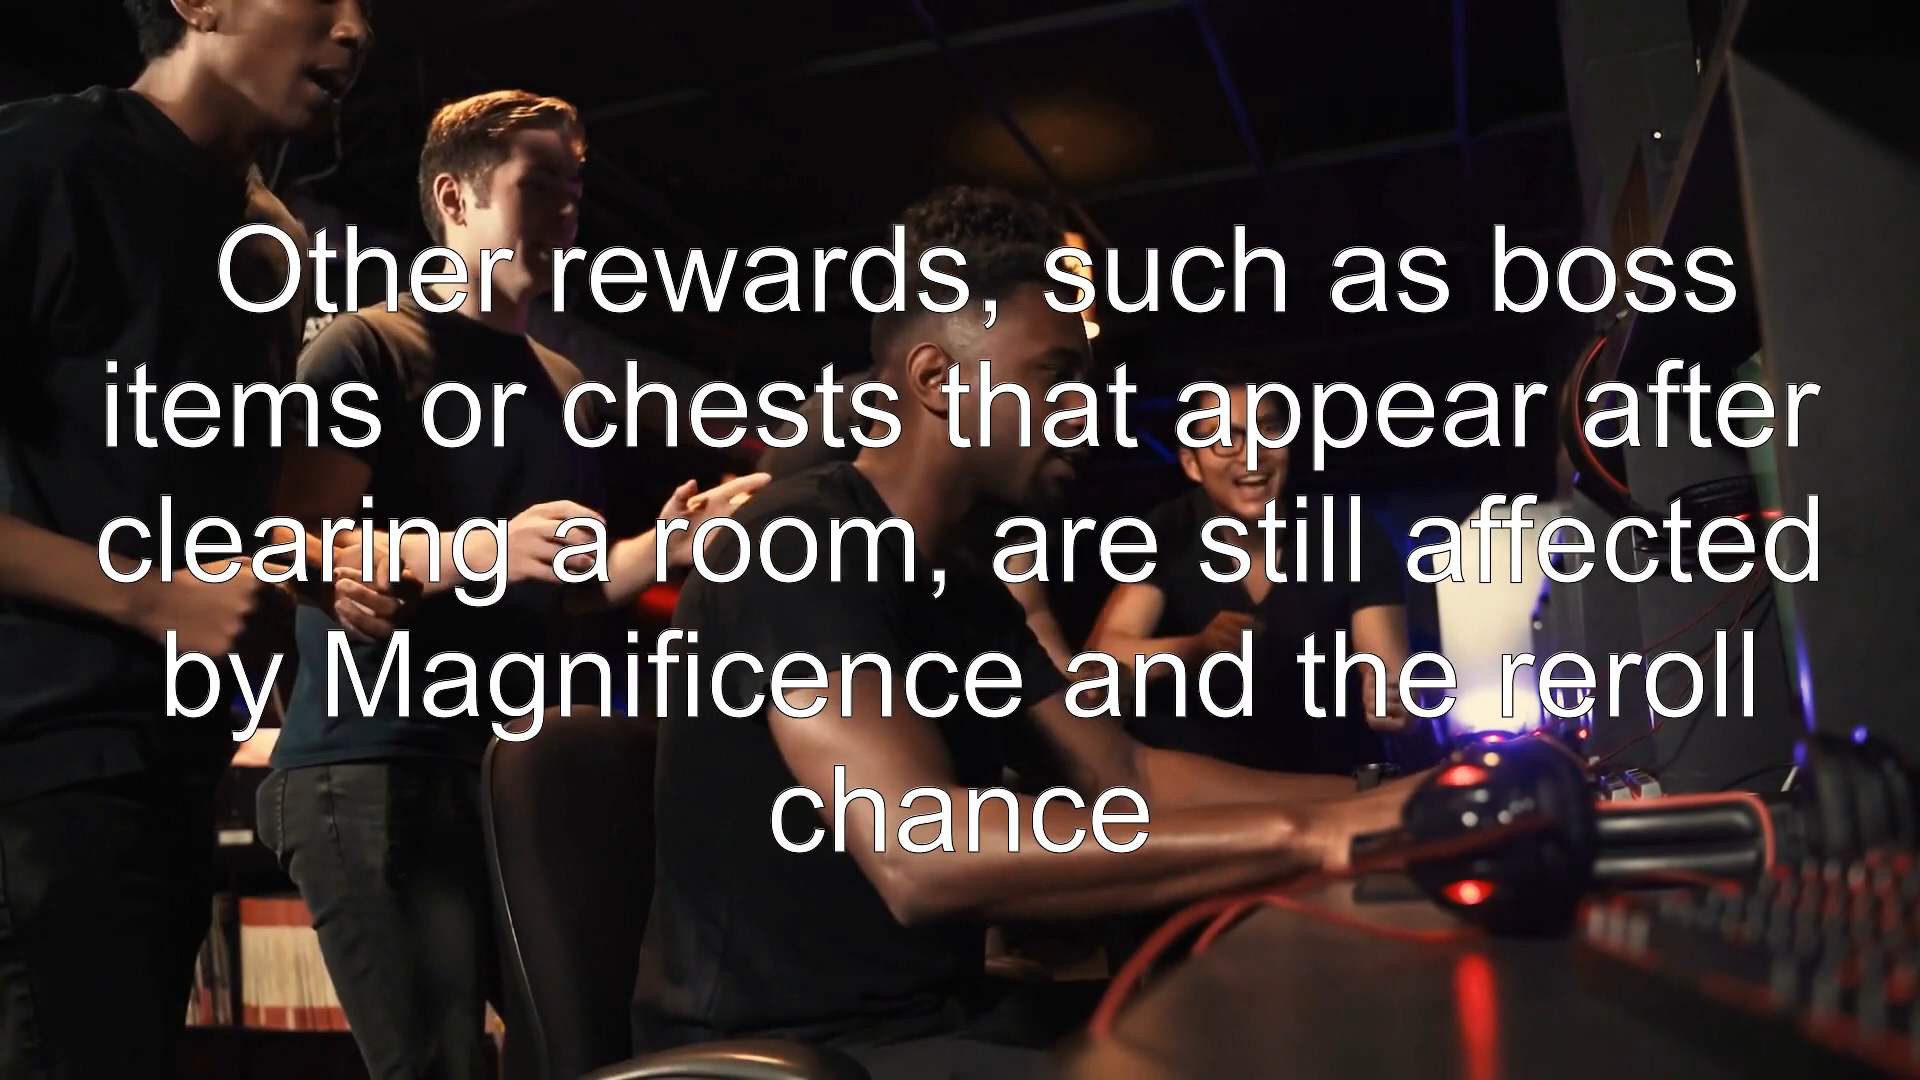 Other rewards, such as boss
items or chests that appear after
clearing a room, are still affected
by Magnificence and the reroll
chance